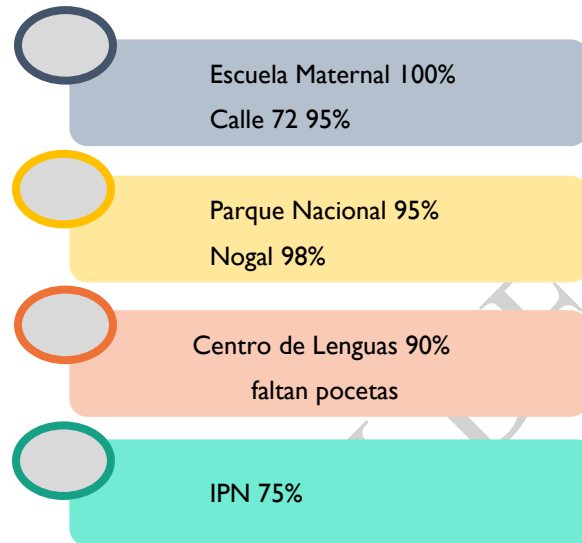 Escuela Maternal 100%
Calle 72 95%
Parque Nacional 95%
Nogal 98%
Centro de Lenguas 90%
faltan pocetas
IPN 75%